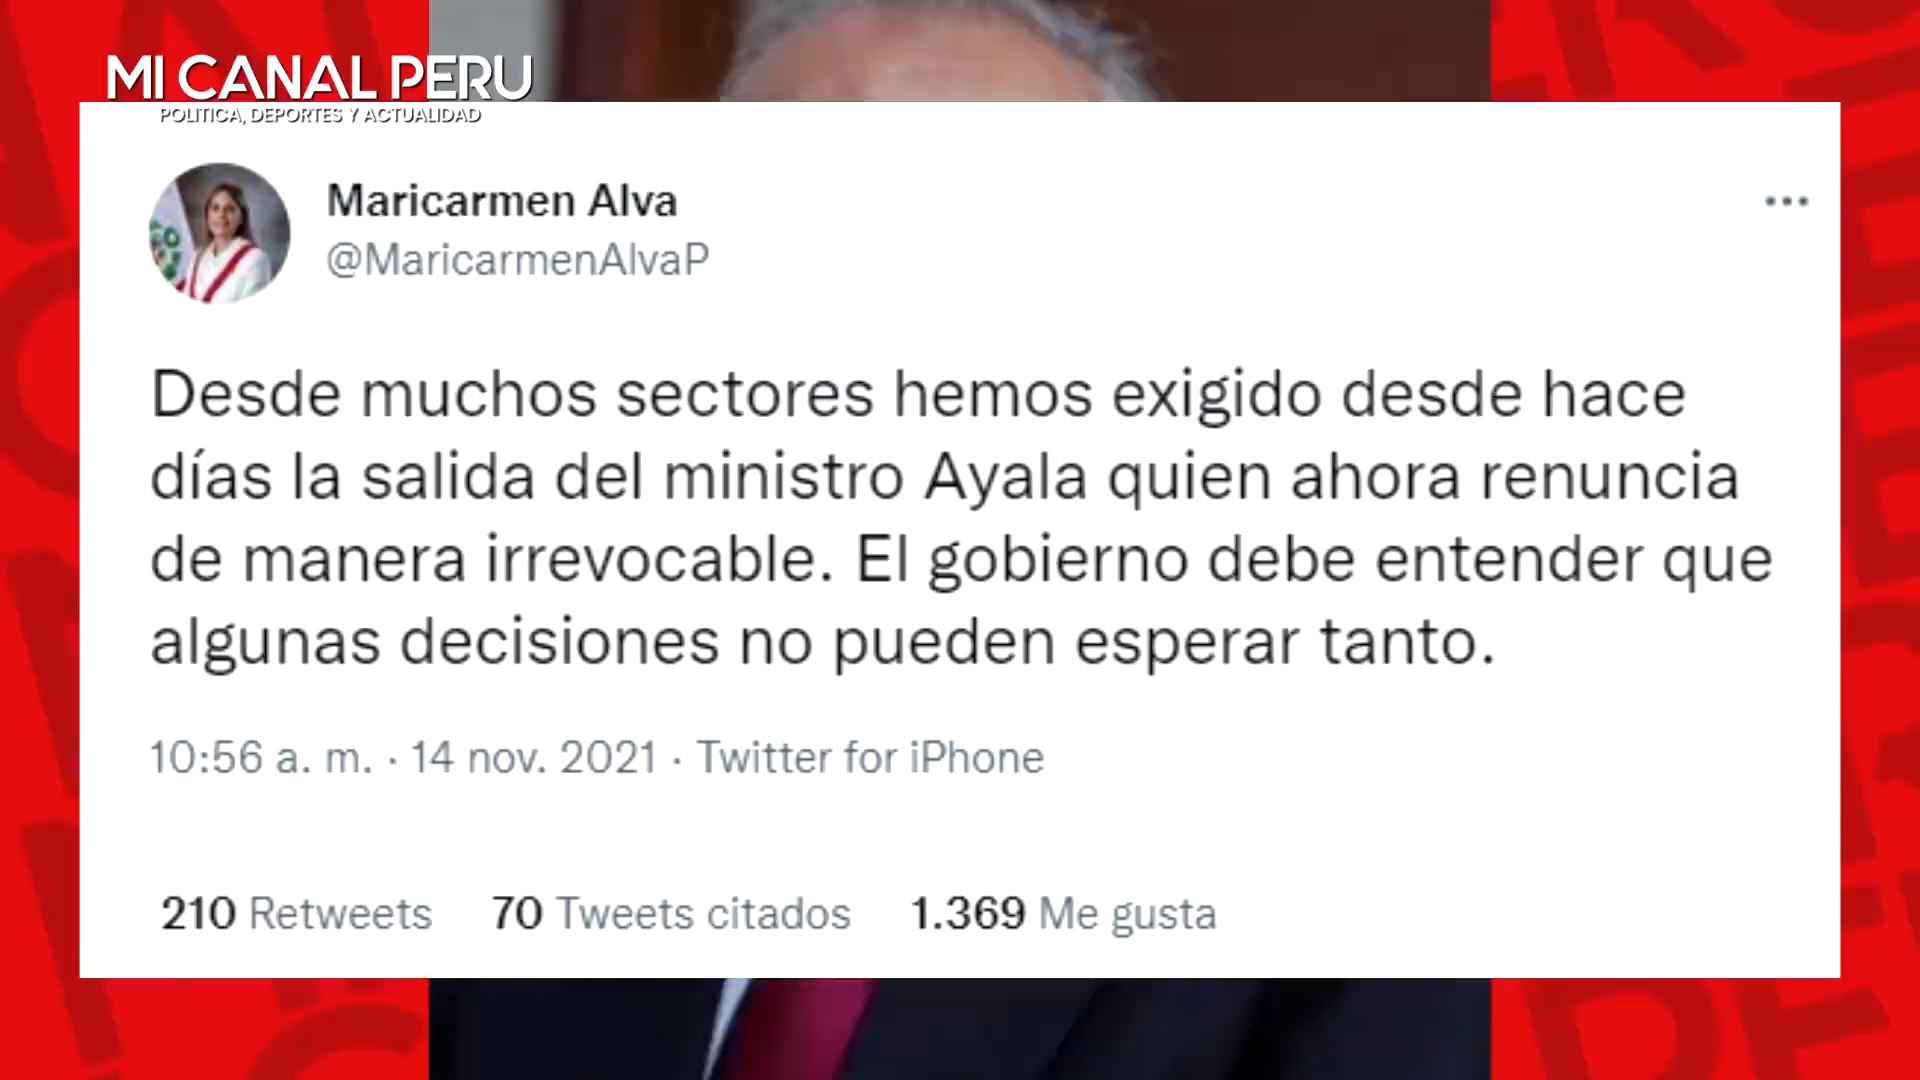 MI CANAL PERU
POLITICA, DEPORTES Y ACTUALIDAD
Maricarmen Alva
@MaricarmenAlvaP
Desde muchos sectores hemos exigido desde hace
días la salida del ministro Ayala quien ahora renuncia
de manera irrevocable. El gobierno debe entender que
algunas decisiones no pueden esperar tanto.
10:56 a. m. · 14 nov. 2021 · Twitter for iPhone
210 Retweets 70 Tweets citados 1.369 Me gusta